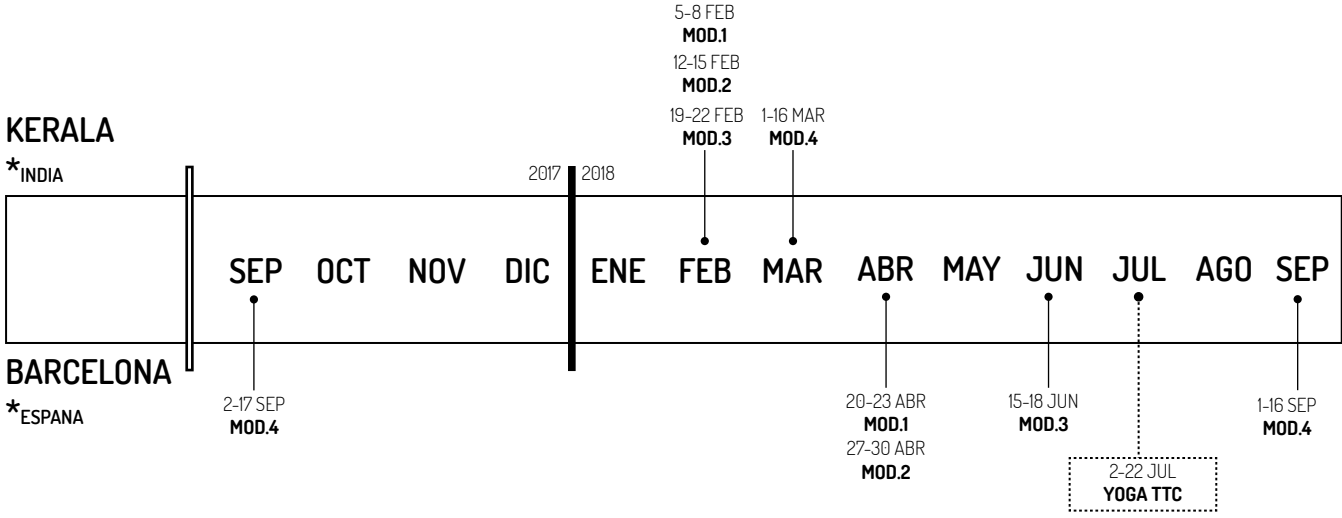 5-8 FEB
MOD.1
12-15 FEB
MOD.2
19-22 FEB
MOD.3
1-16 MAR
MOD.4
KERALA
*INDIA
2017
2018
SEP OCT NOV DIC ENE FEB MAR ABR MAY JUN JUL AGO SEP
BARCELONA
*ESPANA
2-17 SEP
MOD.4
20-23 ABR
MOD.1
27-30 ABR
MOD.2
15-18 JUN
MOD.3
2-22 JUL
YOGA TTC
1-16 SEP
MOD.4